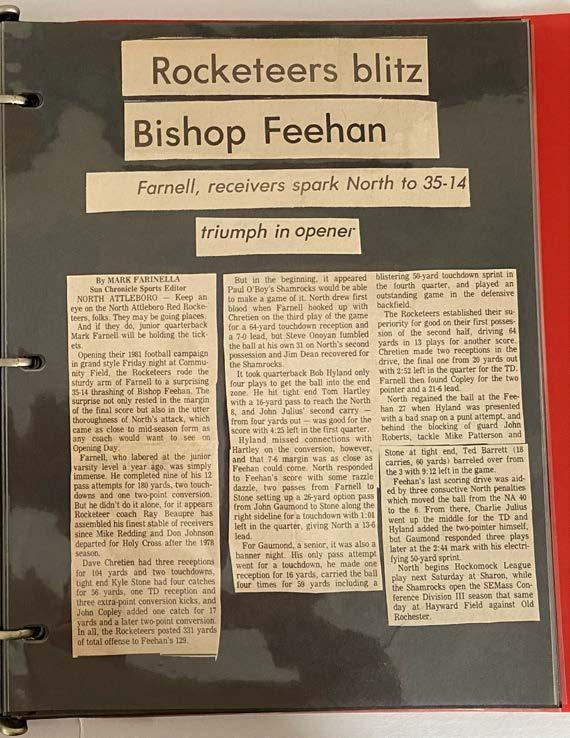 Rocketeers blitz
Bishop Feehan
Farnell, receivers spark North to 35-14
triumph in opener
By MARK FARINELLA
Sun Chronicle Sports Editor
NORTH ATTLEBORO — Keep an
eye on the North Attleboro Red Rocke-
teers, folks. They may be going places.
And if they do, junior quarterback
Mark Farnell will be holding the tick-
ets.
Opening their 1981 football campaign
in grand style Friday night at Commu-
nity Field, the Rocketeers rode the
sturdy arm of Farnell to a surprising
35-14 thrashing of Bishop Feehan. The
surprise not only rested in the margin
of the final score but also in the utter
thoroughness of North's attack, which
came as close to mid-season form as
any coach would want to see on
Opening Day.
Farnell, who labored at the junior
varsity level a year ago, was simply
immense. He completed nine of his 12
pass attempts for 180 yards, two touch-
downs and one two-point conversion.
But he didn't do it alone, for it appears
Rocketeer coach Ray Beaupre has
assembled his finest stable of receivers
since Mike Redding and Don Johnson
departed for Holy Cross after the 1978
season.
Dave Chretien had three receptions
for 104 yards and two touchdowns,
tight end Kyle Stone had four catches
for 56 yards, one TD reception and
three extra-point conversion kicks, and
John Copley added one catch for 17
yards and a later two-point conversion.
In all, the Rocketeers posted 331 yards
of total offense to Feehan's 129.
But in the beginning, it appeared
Paul O'Boy's Shamrocks would be able
to make a game of it. North drew first
blood when Farnell hooked up with
Chretien on the third play of the game
for a 64-yard touchdown reception and
a 7-0 lead, but Steve Onoyan fumbled
the ball at his own 31 on North's second
possession and Jim Dean recovered for
the Shamrocks.
It took quarterback Bob Hyland only
four plays to get the ball into the end
zone. He hit tight end Tom Hartley
with a 16-yard pass to reach the North
8, and John Julius' second carry —
from four yards out — was good for the
score with 4:25 left in the first quarter.
Hyland missed connections with
Hartley on the conversion, however,
and that 7-6 margin was as close as
Feehan could come. North responded
to Feehan's score with some razzle
dazzle, two passes from Farnell to
Stone setting up a 26-yard option pass
from John Gaumond to Stone along the
right sideline for a touchdown with 1:01
left in the quarter, giving North a 13-6
lead.
For Gaumond, a senior, it was also a
banner night. His only pass attempt
went for a touchdown, he made one
reception for 16 yards, carried the ball
four times for 59 yards including a
blistering 50-yard touchdown sprint in
the fourth quarter, and played an
outstanding game in the defensive
backfield.
The Rocketeers established their su-
periority for good on their first posses-
sion of the second half, driving 64
yards in 13 plays for another score.
Chretien made two receptions in the
drive, the final one from 20 yards out
with 2:52 left in the quarter for the TD.
Farnell then found Copley for the two
pointer and a 21-6 lead.
North regained the ball at the Fee-
han 27 when Hyland was presented
with a bad snap on a punt attempt, and
behind the blocking of guard John
Roberts, tackle Mike Patterson and
Stone at tight end, Ted Barrett (18
carries, 60 yards) barreled over from
the 3 with 9:12 left in the game.
Feehan's last scoring drive was aid-
ed by three consuctive North penalties
which moved the ball from the NA 40
to the 6. From there, Charlie Julius
went up the middle for the TD and
Hyland added the two-pointer himself,
but Gaumond responded three plays
later at the 2:44 mark with his electri-
fying 50-yard sprint.
North begins Hockomock League
play next Saturday at Sharon, while
the Shamrocks open the SEMass Con-
ference Division III season that same
day at Hayward Field against Old
Rochester.